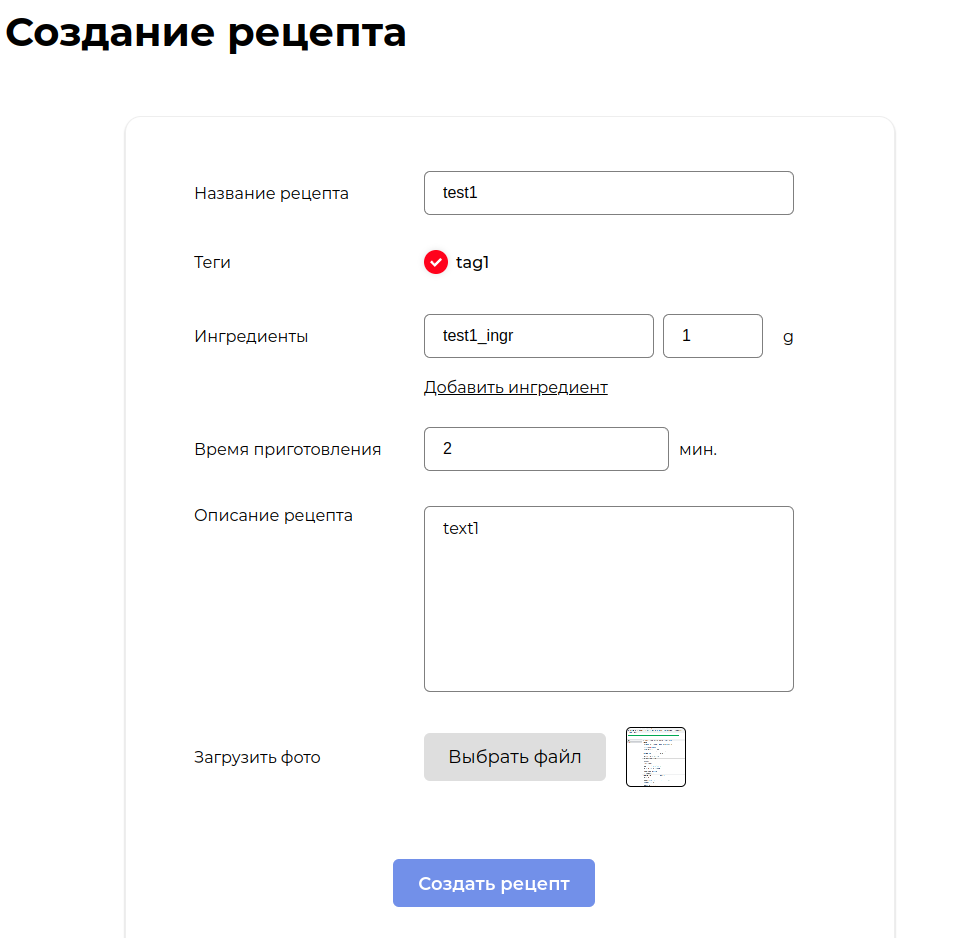 Создание рецепта
Название рецепта test1
Теги tag1
Ингредиенты test1_ingr 1 g
Добавить ингредиент
Время приготовления 2 мин.
Описание рецепта text1
Загрузить фото Выбрать файл
Создать рецепт